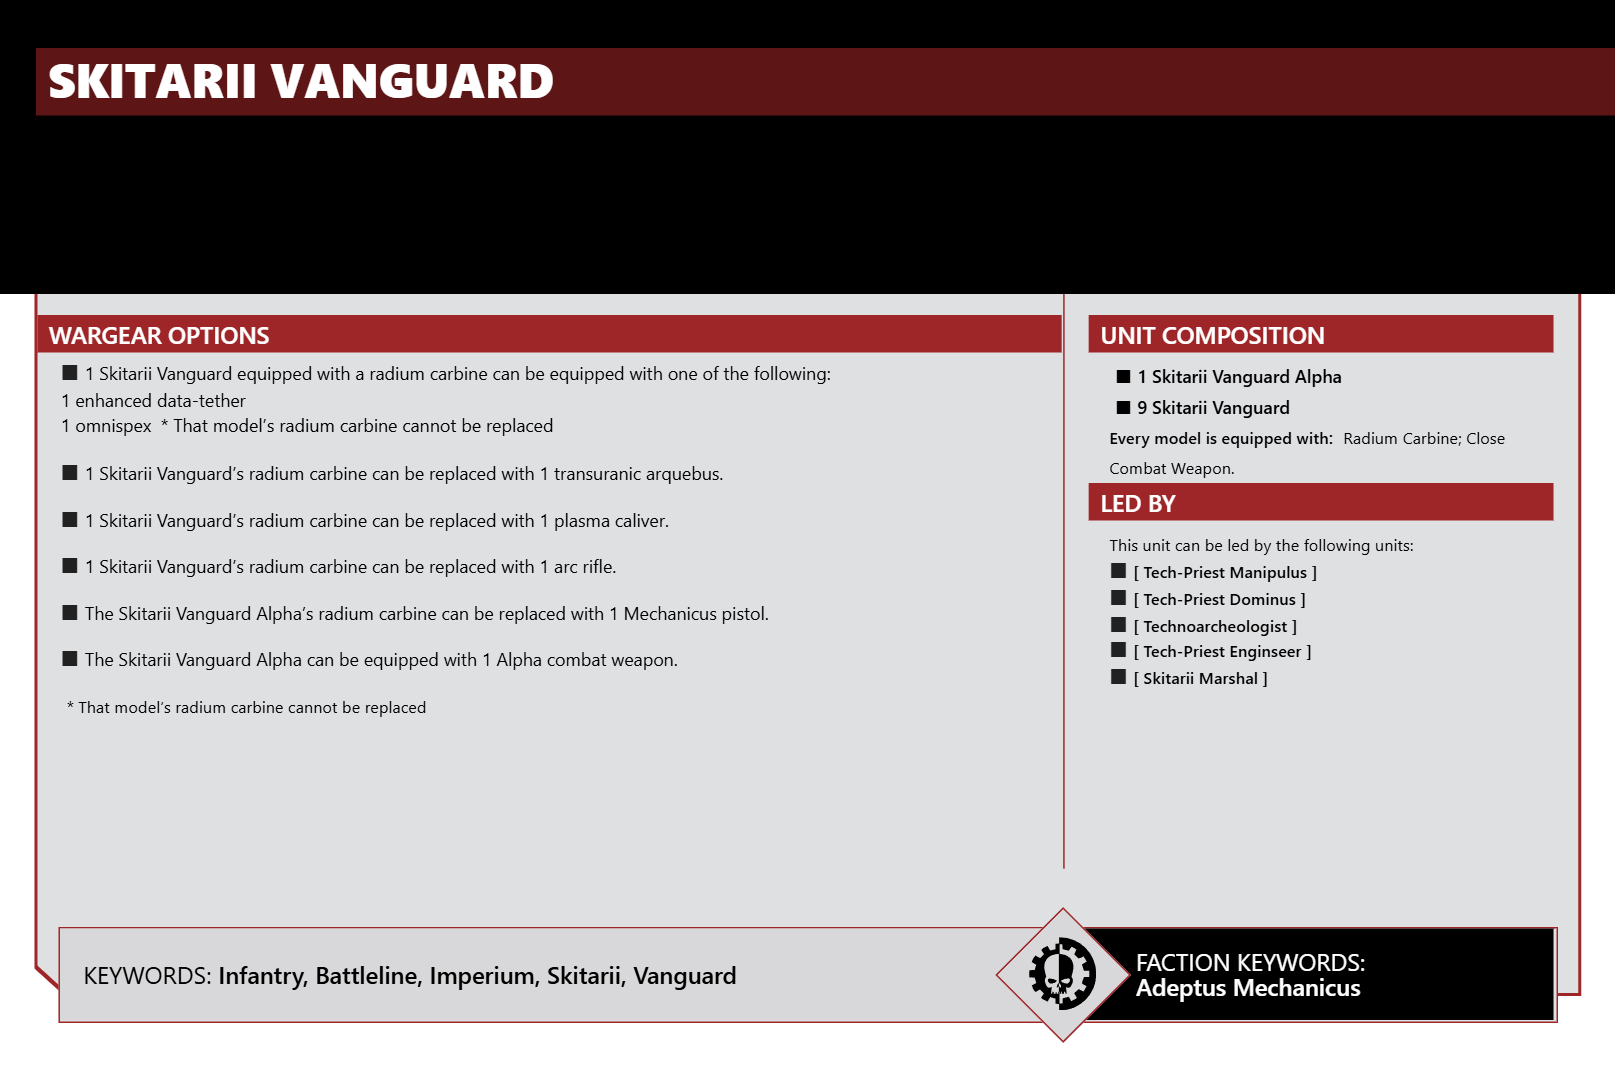 SKITARII VANGUARD
WARGEAR OPTIONS
■ 1 Skitarii Vanguard equipped with a radium carbine can be equipped with one of the following:
1 enhanced data-tether
1 omnispex * That model’s radium carbine cannot be replaced
■ 1 Skitarii Vanguard’s radium carbine can be replaced with 1 transuranic arquebus.
■ 1 Skitarii Vanguard’s radium carbine can be replaced with 1 plasma caliver.
■ 1 Skitarii Vanguard’s radium carbine can be replaced with 1 arc rifle.
■ The Skitarii Vanguard Alpha’s radium carbine can be replaced with 1 Mechanicus pistol.
■ The Skitarii Vanguard Alpha can be equipped with 1 Alpha combat weapon.
* That model’s radium carbine cannot be replaced
UNIT COMPOSITION
■ 1 Skitarii Vanguard Alpha
■ 9 Skitarii Vanguard
Every model is equipped with: Radium Carbine; Close
Combat Weapon.
LED BY
This unit can be led by the following units:
■ [ Tech-Priest Manipulus ]
■ [ Tech-Priest Dominus ]
■ [ Technoarcheologist ]
■ [ Tech-Priest Enginseer ]
■ [ Skitarii Marshal ]
KEYWORDS: Infantry, Battleline, Imperium, Skitarii, Vanguard
FACTION KEYWORDS:
Adeptus Mechanicus